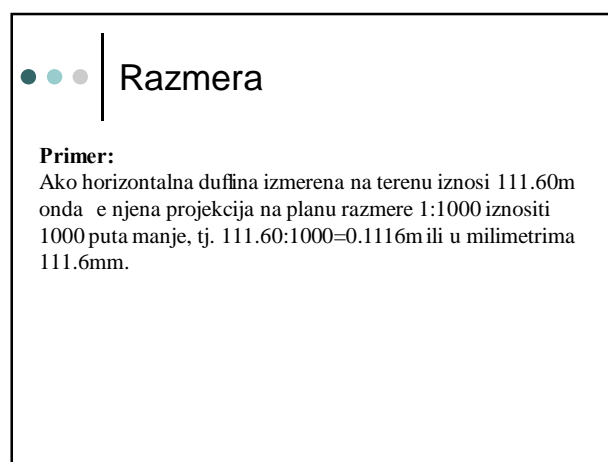 Razmera
Primer:
Ako horizontalna duflina izmerena na terenu iznosi 111.60m
onda e njena projekcija na planu razmere 1:1000 iznositi
1000 puta manje, tj. 111.60:1000=0.1116m ili u milimetrima
111.6mm.